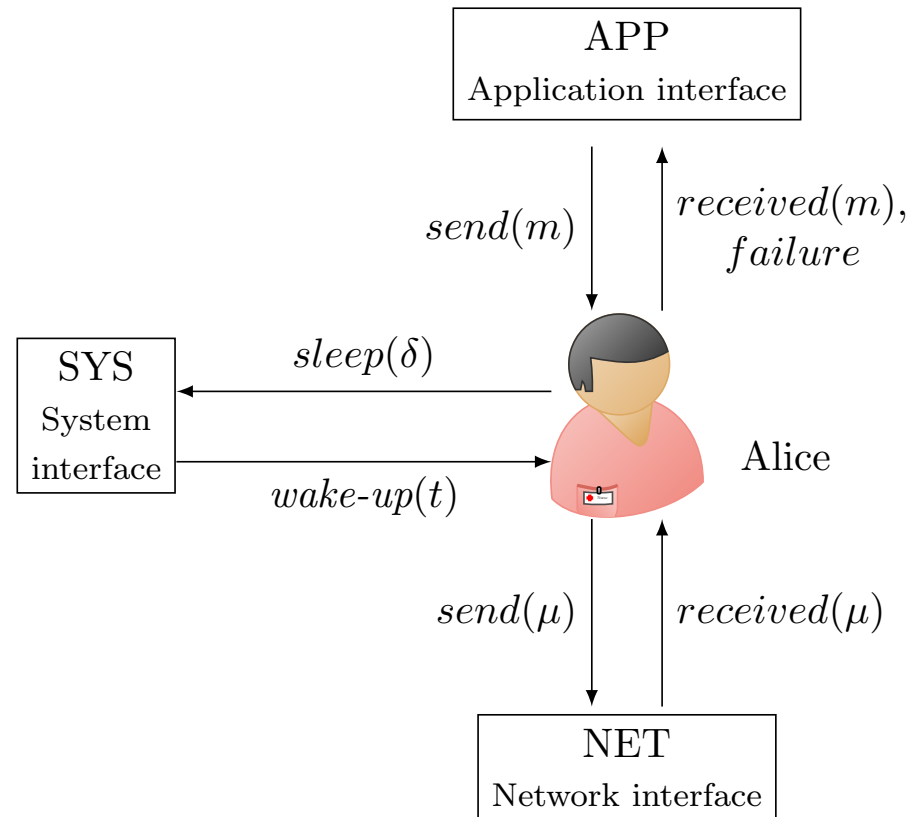 APP
Application interface
send(m)
received(m),
failure
SYS
System
interface
sleep(δ)
wake-up(t)
Alice
send(μ)
received(μ)
NET
Network interface